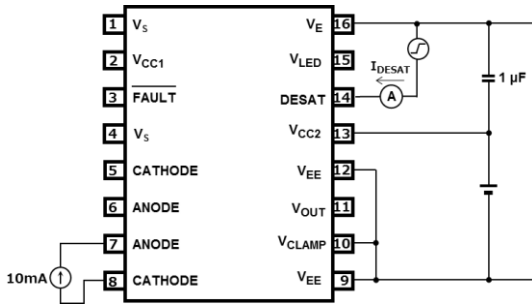 1 VS VE 16
2 VCC1 VLED 15
3 FAULT DESAT 14
IDESAT
A
1 μF
4 VS VCC2 13
5 CATHODE VEE 12
6 ANODE VOUT 11
7 ANODE VCLAMP 10
8 CATHODE VEE 9
10mA